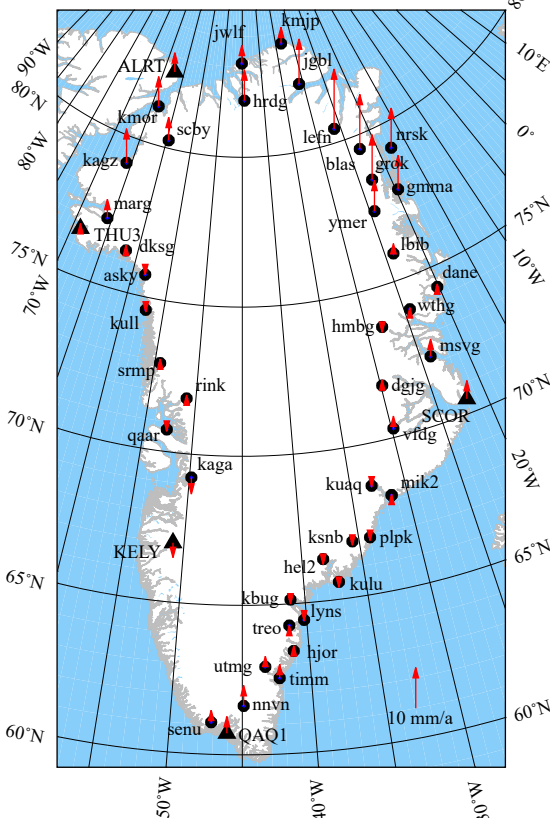 kmjp
jwlf
8
90˚W
10˚E
ALRT
jgbl
80˚N
hrdg
kmor
scby
lefn
nrsk
0˚
80˚W
kagz
blas
grok
gmma
marg
ymer
75˚N
THU3
dksg
lbib
75˚N
asky
dane
10˚W
70˚W
wthg
kull
hmbg
msvg
srmp
rink
dgjg
70˚N
SCOR
70˚N
qaar
vfdg
kaga
20˚W
kuaq
mik2
ksnb
plpk
KELY
65˚N
hel2
65˚N
kulu
kbug
lyns
treo
hjor
utmg
timm
nnvn
10 mm/a
60˚N
60˚N
senu
QAQ1
50˚W
40˚W
30˚W